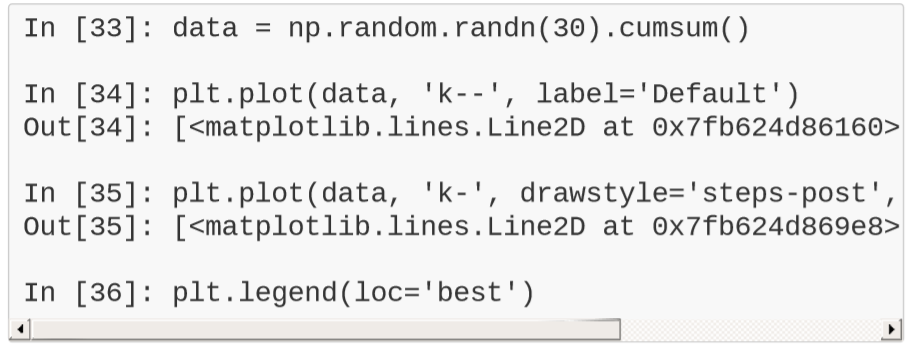 In [33]: data = np.random.randn(30).cumsum()
In [34]: plt.plot(data, 'k--', label='Default')
Out[34]: [<matplotlib.lines.Line2D at 0x7fb624d86160>
In [35]: plt.plot(data, 'k-', drawstyle='steps-post',
Out[35]: [<matplotlib.lines.Line2D at 0x7fb624d869e8>
In [36]: plt.legend(loc='best')